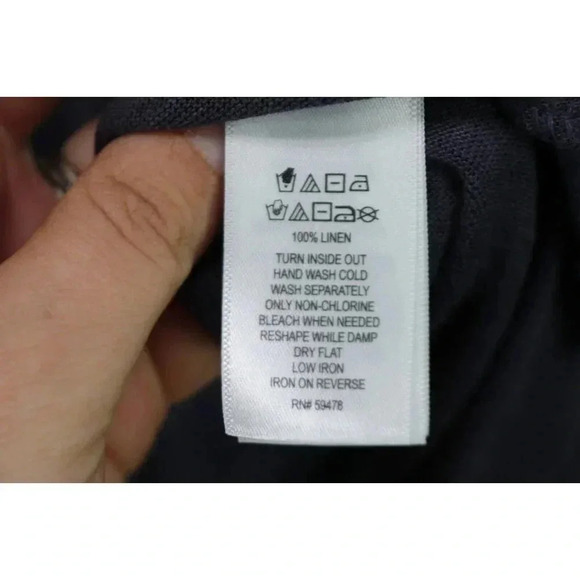 100% LINEN
TURN INSIDE OUT
HAND WASH COLD
WASH SEPARATELY
ONLY NON-CHLORINE
BLEACH WHEN NEEDED
RESHAPE WHILE DAMP
DRY FLAT
LOW IRON
IRON ON REVERSE
RN# 59478